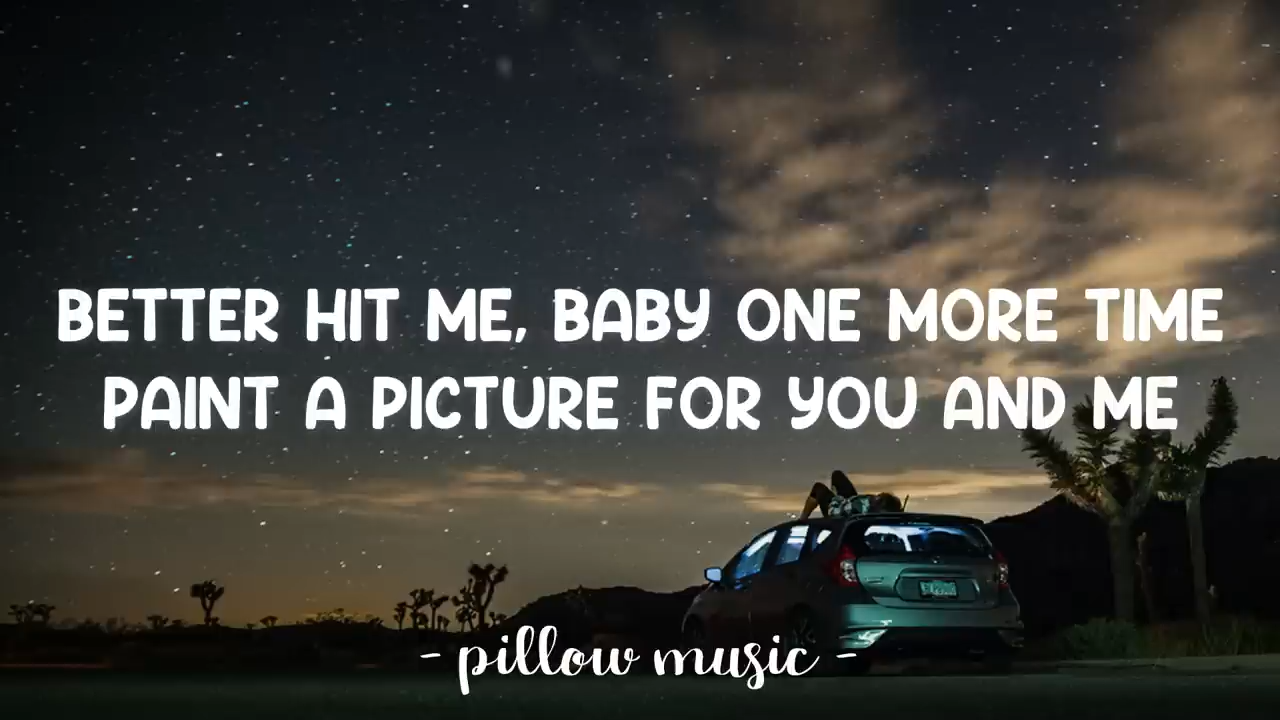 BETTER HIT ME, BABY ONE MORE TIME
PAINT A PICTURE FOR YOU AND ME
- pillow music -